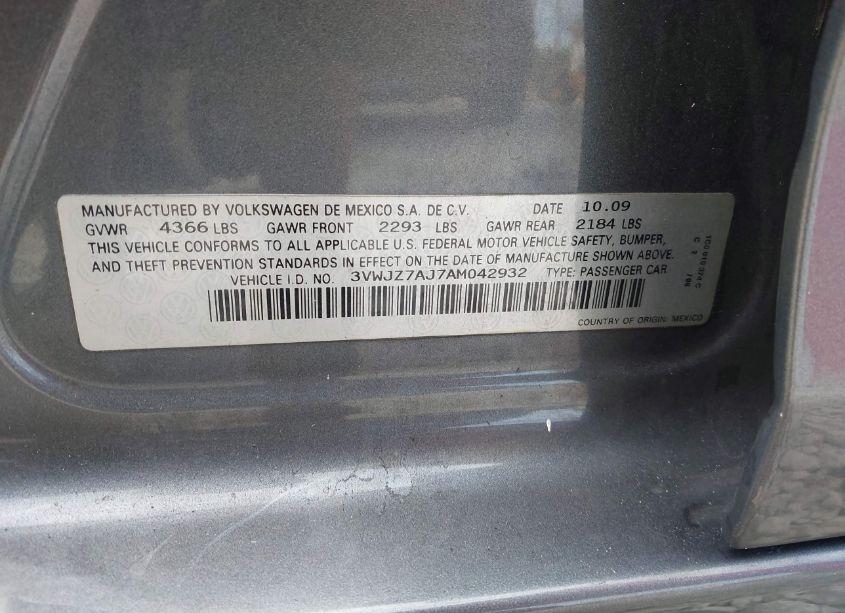 MANUFACTURED BY VOLKSWAGEN DE MEXICO S.A. DE C.V. DATE 10.09
GVWR 4366 LBS GAWR FRONT 2293 LBS GAWR REAR 2184 LBS
THIS VEHICLE CONFORMS TO ALL APPLICABLE U.S. FEDERAL MOTOR VEHICLE SAFETY, BUMPER,
AND THEFT PREVENTION STANDARDS IN EFFECT ON THE DATE OF MANUFACTURE SHOWN ABOVE.
VEHICLE I.D. NO. 3VWJZ7AJ7AM042932 TYPE: PASSENGER CAR
COUNTRY OF ORIGIN: MEXICO